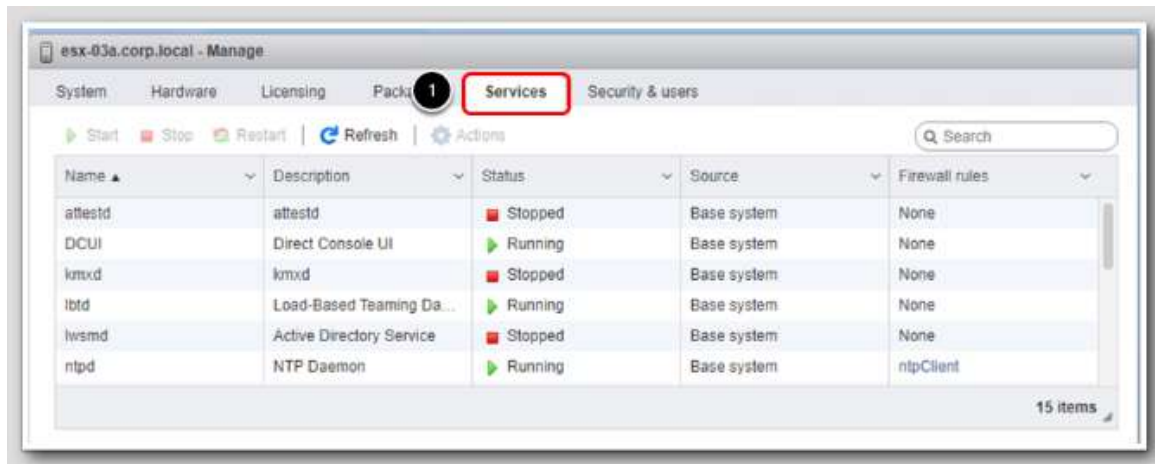 esx-03a.corp.local - Manage
System Hardware Licensing 1 Services Security & users
Start Stop Restart Refresh Actions Search
Name Description Status Source Firewall rules
attestd attestd Stopped Base system None
DCUI Direct Console UI Running Base system None
kmxd kmxd Stopped Base system None
lbtd Load-Based Teaming Da... Running Base system None
lwsmd Active Directory Service Stopped Base system None
ntpd NTP Daemon Running Base system ntpClient
15 items